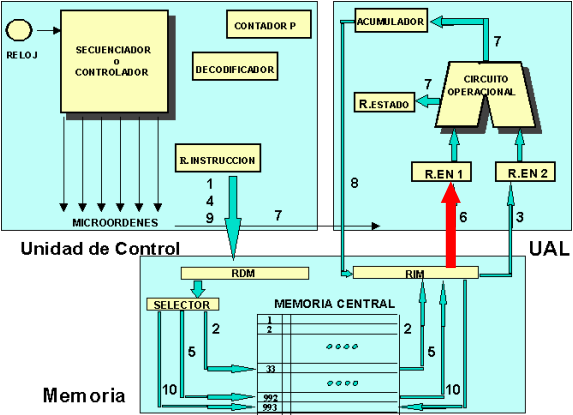 RELOJ
SECUENCIADOR
O
CONTROLADOR
CONTADOR P
DECODIFICADOR
R.INSTRUCCION
1
4
9
7
MICROORDENES
Unidad de Control
ACUMULADOR
7
7
CIRCUITO
OPERACIONAL
R.ESTADO
R.EN 1
R.EN 2
8
6
3
UAL
RDM
RIM
SELECTOR
MEMORIA CENTRAL
1
2
2
2
5
5
33
10
10
992
993
Memoria